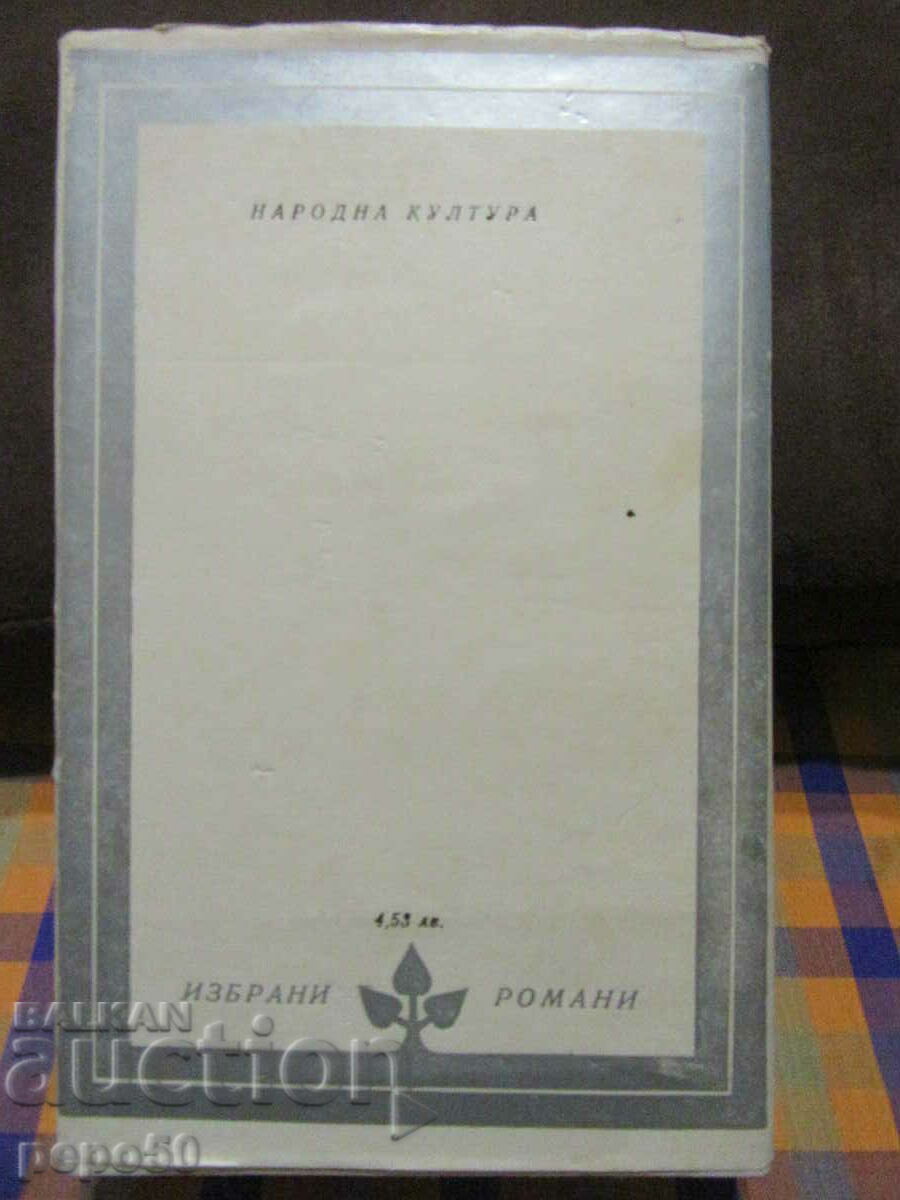 НАРОДНА КУЛТУРА
4,53 лв.
ИЗБРАНИ РОМАНИ
BALKAN
auction
pepo50